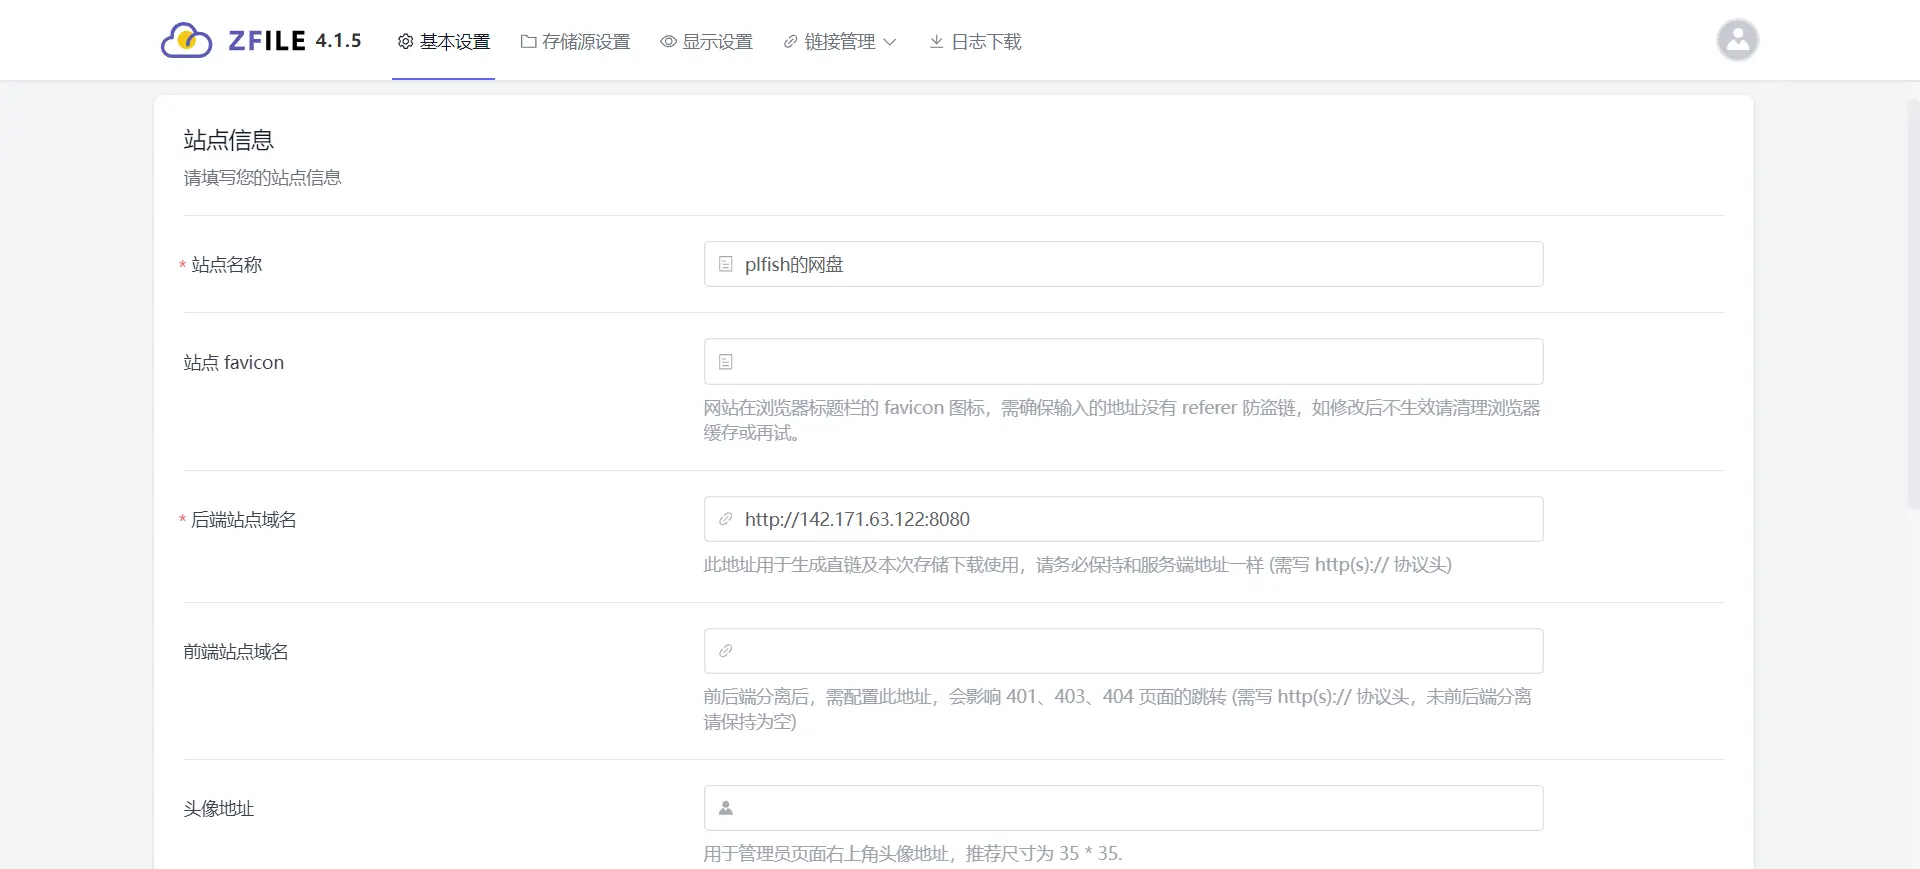 ZFILE 4.1.5 基本设置 存储源设置 显示设置 链接管理 日志下载
站点信息
请填写您的站点信息
* 站点名称
plfish的网盘
站点 favicon
网站在浏览器标题栏的 favicon 图标，需确保输入的地址没有 referer 防盗链，如修改后不生效请清理浏览器
缓存或再试。
* 后端站点域名
http://142.171.63.122:8080
此地址用于生成直链及本次存储下载使用，请务必保持和服务端地址一样 (需写 http(s):// 协议头)
前端站点域名
前后端分离后，需配置此地址，会影响 401、403、404 页面的跳转 (需写 http(s):// 协议头，未前后端分离
请保持为空)
头像地址
用于管理员页面右上角头像地址，推荐尺寸为 35 * 35.